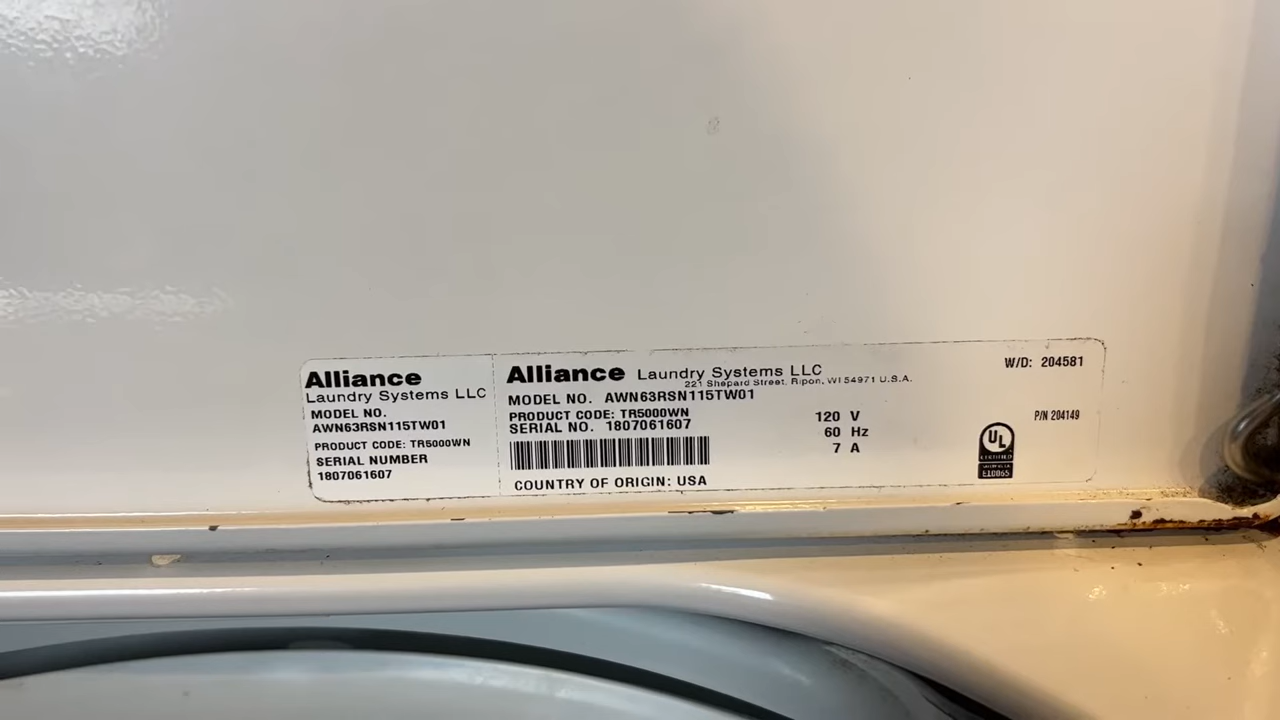 Alliance
Laundry Systems LLC
MODEL NO.
AWN63RSN115TW01
PRODUCT CODE: TR5000WN
SERIAL NUMBER
1807061607
Alliance Laundry Systems LLC
221 Shepard Street, Ripon, WI 54971 U.S.A.
MODEL NO. AWN63RSN115TW01
PRODUCT CODE: TR5000WN
SERIAL NO. 1807061607
COUNTRY OF ORIGIN: USA
120 V
60 Hz
7 A
W/D: 204581
P/N 204149
UL
CERTIFIED
E10065